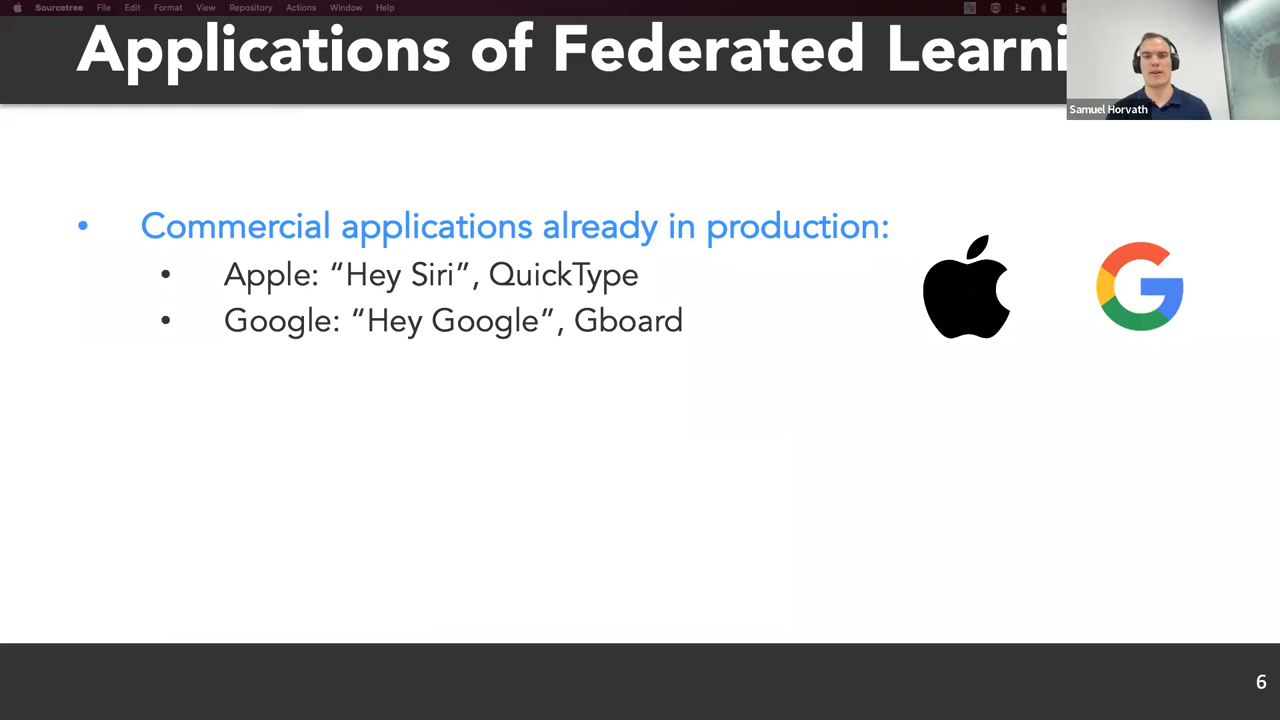 Sourcetree File Edit Format View Repository Actions Window Help
Applications of Federated Learni
Samuel Horvath
• Commercial applications already in production:
• Apple: “Hey Siri”, QuickType
• Google: “Hey Google”, Gboard
6